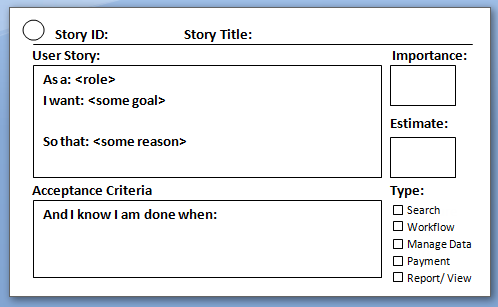 Story ID: Story Title:
User Story:
Importance:
As a: <role>
I want: <some goal>
So that: <some reason>
Estimate:
Acceptance Criteria
And I know I am done when:
Type:
Search
Workflow
Manage Data
Payment
Report/ View